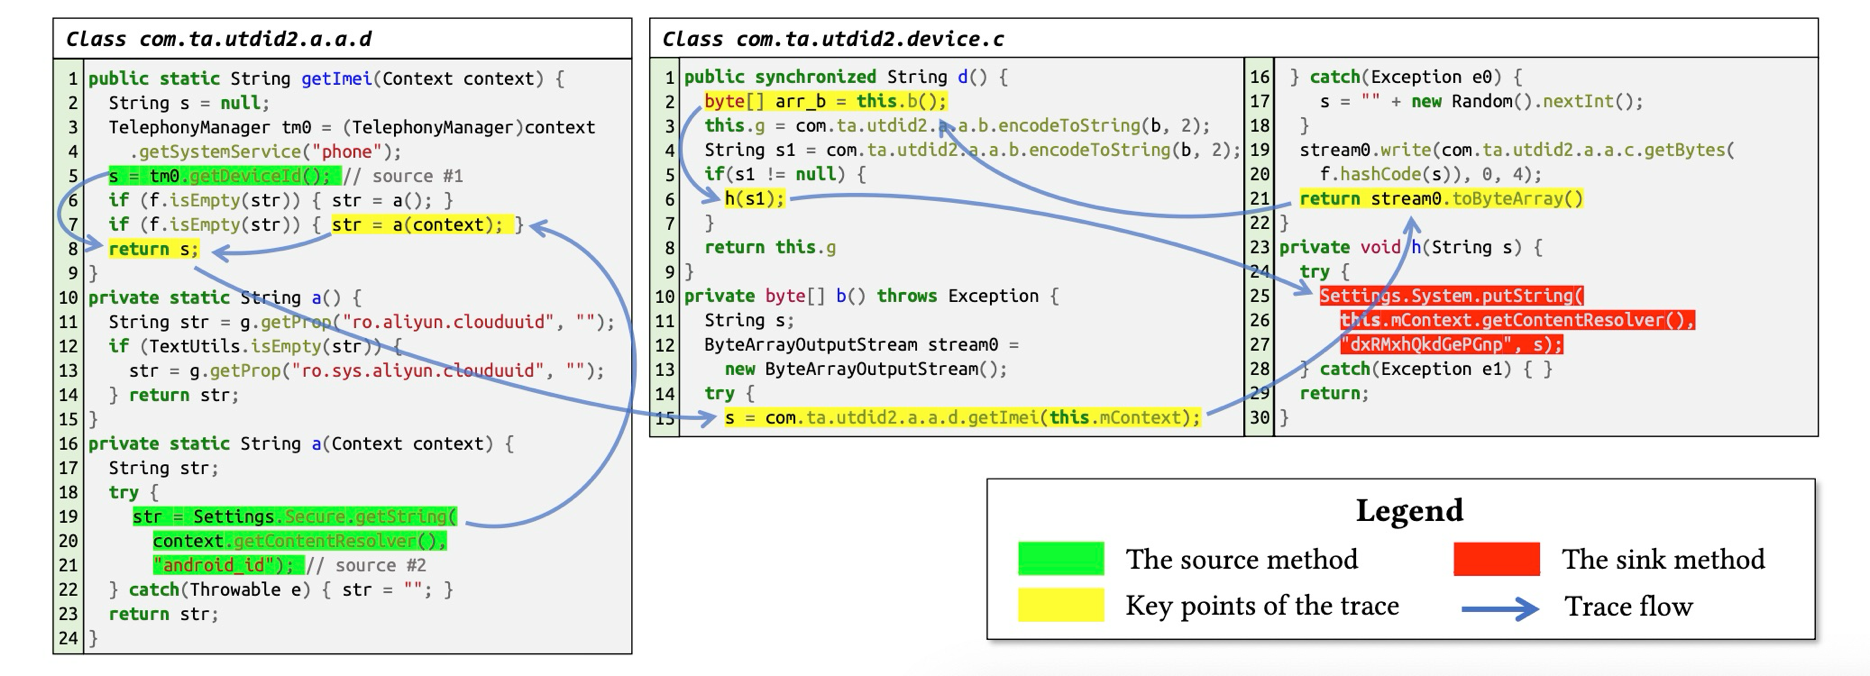 Class com.ta.utdid2.a.a.d
1 public static String getImei(Context context) {
2 String s = null;
3 TelephonyManager tm0 = (TelephonyManager)context
4 .getSystemService("phone");
5 s = tm0.getDeviceId(); // source #1
6 if (f.isEmpty(str)) { str = a(); }
7 if (f.isEmpty(str)) { str = a(context); }
8 return s;
9 }
10 private static String a() {
11 String str = g.getProp("ro.aliyun.clouduuid", "");
12 if (TextUtils.isEmpty(str)) {
13 str = g.getProp("ro.sys.aliyun.clouduuid", "");
14 } return str;
15 }
16 private static String a(Context context) {
17 String str;
18 try {
19 str = Settings.Secure.getString(
20 context.getContentResolver(),
21 "android_id"); // source #2
22 } catch(Throwable e) { str = ""; }
23 return str;
24 }
Class com.ta.utdid2.device.c
1 public synchronized String d() {
2 byte[] arr_b = this.b();
3 this.g = com.ta.utdid2.a.a.b.encodeToString(b, 2);
4 String s1 = com.ta.utdid2.a.a.b.encodeToString(b, 2);
5 if(s1 != null) {
6 h(s1);
7 }
8 return this.g
9 }
10 private byte[] b() throws Exception {
11 String s;
12 ByteArrayOutputStream stream0 =
13 new ByteArrayOutputStream();
14 try {
15 s = com.ta.utdid2.a.a.d.getImei(this.mContext);
16 } catch(Exception e0) {
17 s = "" + new Random().nextInt();
18 }
19 stream0.write(com.ta.utdid2.a.a.c.getBytes(
20 f.hashCode(s)), 0, 4);
21 return stream0.toByteArray()
22 }
23 private void h(String s) {
24 try {
25 Settings.System.putString(
26 this.mContext.getContentResolver(),
27 "dxRMxhQkdGePGnp", s);
28 } catch(Exception e1) { }
29 return;
30 }
Legend
The source method
The sink method
Key points of the trace
Trace flow